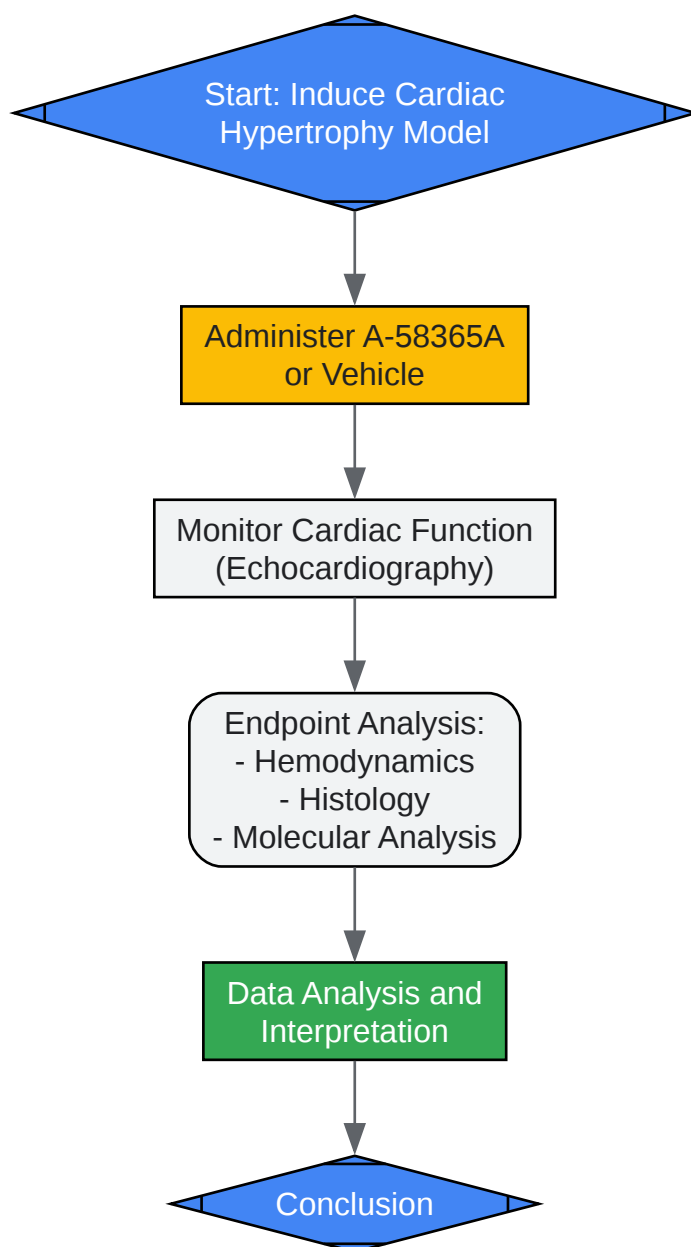 Start: Induce Cardiac
Hypertrophy Model
Administer A-58365A
or Vehicle
Monitor Cardiac Function
(Echocardiography)
Endpoint Analysis:
- Hemodynamics
- Histology
- Molecular Analysis
Data Analysis and
Interpretation
Conclusion